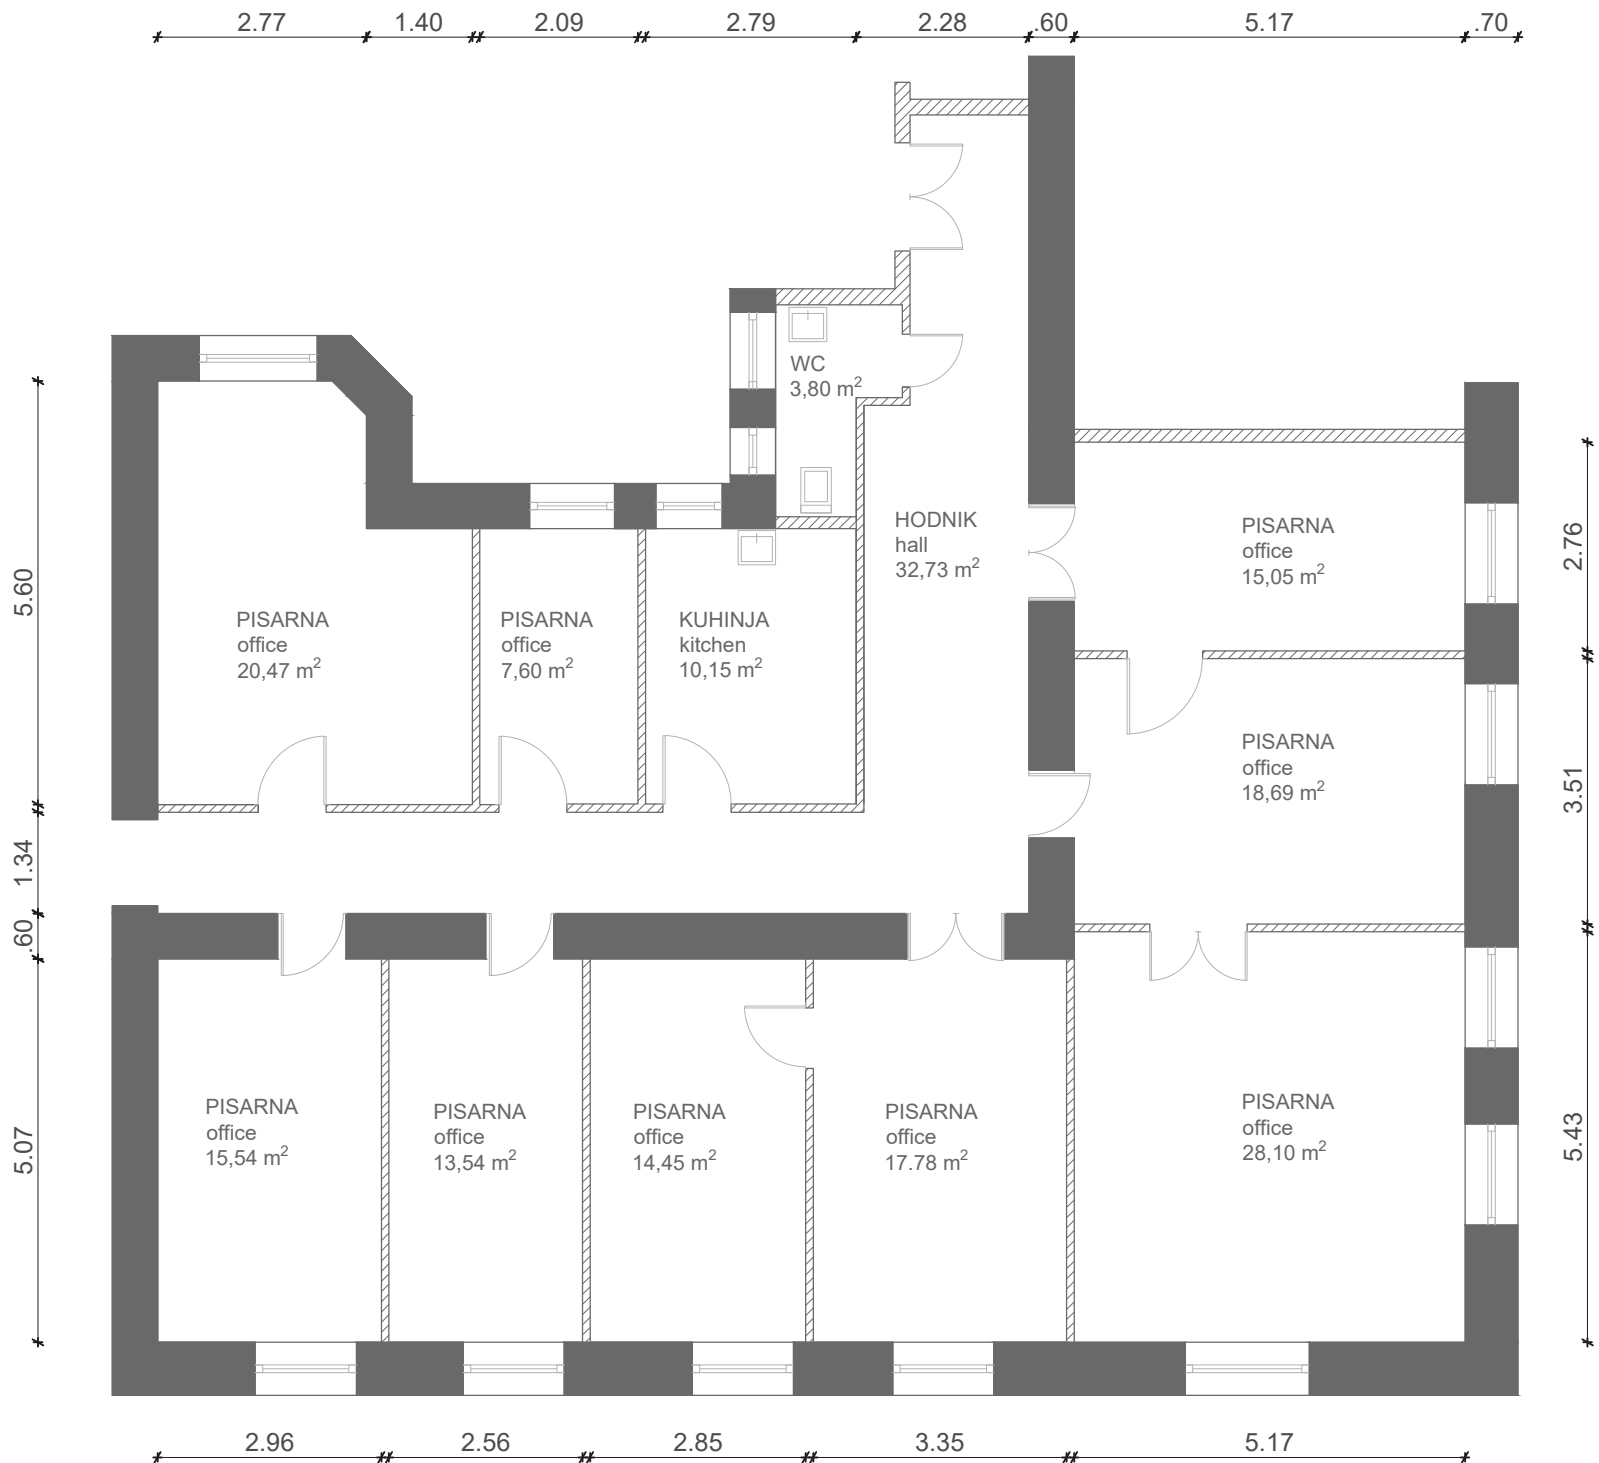 2.77
1.40
2.09
2.79
2.28
.60
5.17
.70
WC
3,80 m²
HODNIK
hall
32,73 m²
PISARNA
office
15,05 m²
2.76
5.60
PISARNA
office
20,47 m²
PISARNA
office
7,60 m²
KUHINJA
kitchen
10,15 m²
PISARNA
office
18,69 m²
3.51
1.34
.60
PISARNA
office
15,54 m²
PISARNA
office
13,54 m²
PISARNA
office
14,45 m²
PISARNA
office
17.78 m²
PISARNA
office
28,10 m²
5.07
5.43
2.96
2.56
2.85
3.35
5.17